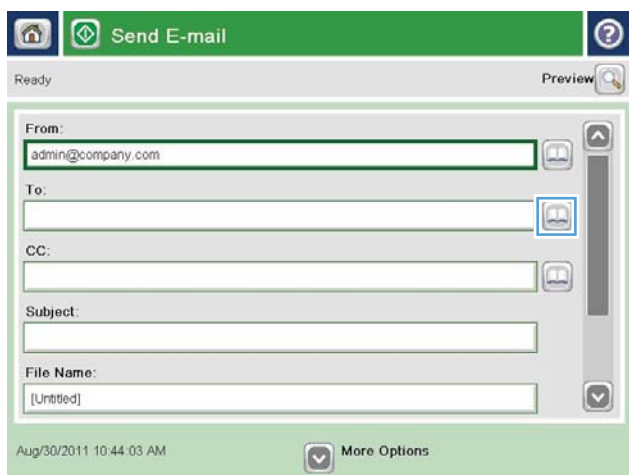 Send E-mail
Ready
Preview
From:
admin@company.com
To:
CC:
Subject:
File Name:
[Untitled]
Aug/30/2011 10:44:03 AM
More Options